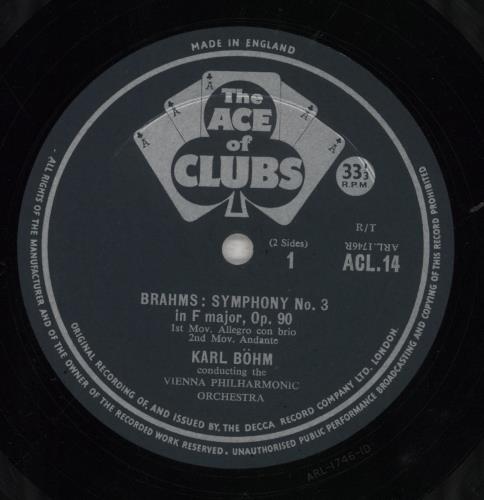 MADE IN ENGLAND
The
ACE
of
CLUBS
A
A
A
A
33⅓
R.P.M.
R/T
ARL.1746R
(2 Sides)
1
ACL.14
BRAHMS: SYMPHONY No. 3
in F major, Op. 90
1st Mov. Allegro con brio
2nd Mov. Andante
KARL BÖHM
conducting the
VIENNA PHILHARMONIC
ORCHESTRA
ORIGINAL RECORDING OF, AND ISSUED BY, THE DECCA RECORD COMPANY LTD. LONDON.
- ALL RIGHTS OF THE MANUFACTURER AND OF THE OWNER OF THE RECORDED WORK RESERVED. UNAUTHORISED PUBLIC PERFORMANCE BROADCASTING AND COPYING OF THIS RECORD PROHIBITED
ARL-1746-1D